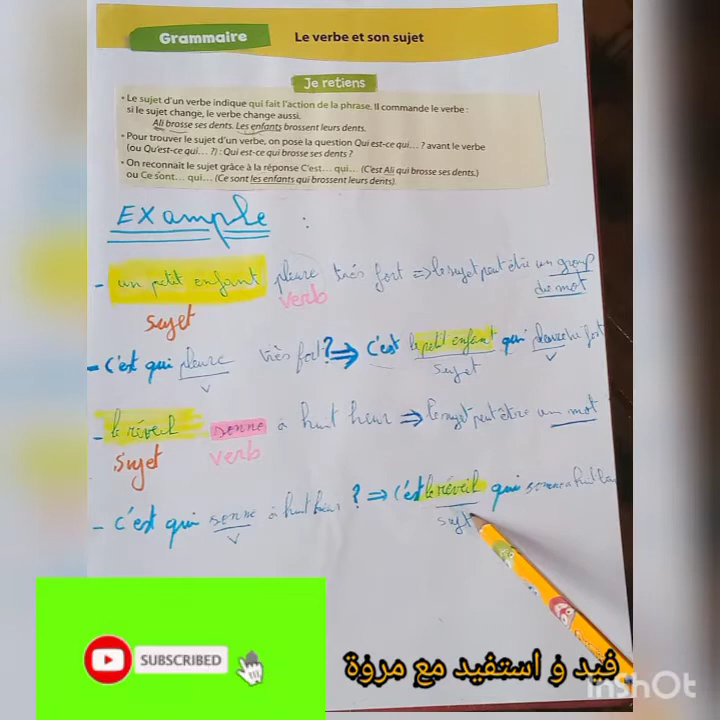 Grammaire
Le verbe et son sujet
Je retiens
• Le sujet d'un verbe indique qui fait l'action de la phrase. Il commande le verbe :
si le sujet change, le verbe change aussi.
Ali brosse ses dents. Les enfants brossent leurs dents.
• Pour trouver le sujet d'un verbe, on pose la question Qui est-ce qui... ? avant le verbe
(ou Qu'est-ce qui... ?) : Qui est-ce qui brosse ses dents ?
• On reconnait le sujet grâce à la réponse C'est... qui... (C'est Ali qui brosse ses dents.)
ou Ce sont... qui... (Ce sont les enfants qui brossent leurs dents).
EXample :
- un petit enfant pleure très fort ⇒ le sujet peut être un group
du mot
sujet verb
- C'est qui pleure très fort? ⇒ C'est le petit enfant qui fort
v sujet v
- le réveil sonne à huit heur ⇒ le sujet peut être un mot
sujet verb
- C'est qui sonne à huit heur ? ⇒ C'est le réveil qui sonne a huit
v sujet
SUBSCRIBED
فيد و استفيد مع مروة
InShOt